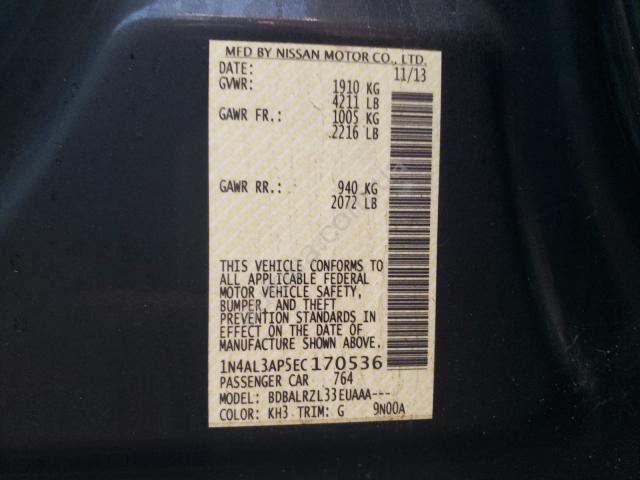 MFD BY NISSAN MOTOR CO., LTD.
DATE: 11/13
GVWR: 1910 KG
4211 LB
GAWR FR.: 1005 KG
2216 LB
GAWR RR.: 940 KG
2072 LB
THIS VEHICLE CONFORMS TO
ALL APPLICABLE FEDERAL
MOTOR VEHICLE SAFETY,
BUMPER, AND THEFT
PREVENTION STANDARDS IN
EFFECT ON THE DATE OF
MANUFACTURE SHOWN ABOVE.
1N4AL3AP5EC170536
PASSENGER CAR 764
MODEL: BDBALRZL33EUAAA---
COLOR: KH3 TRIM: G 9N00A